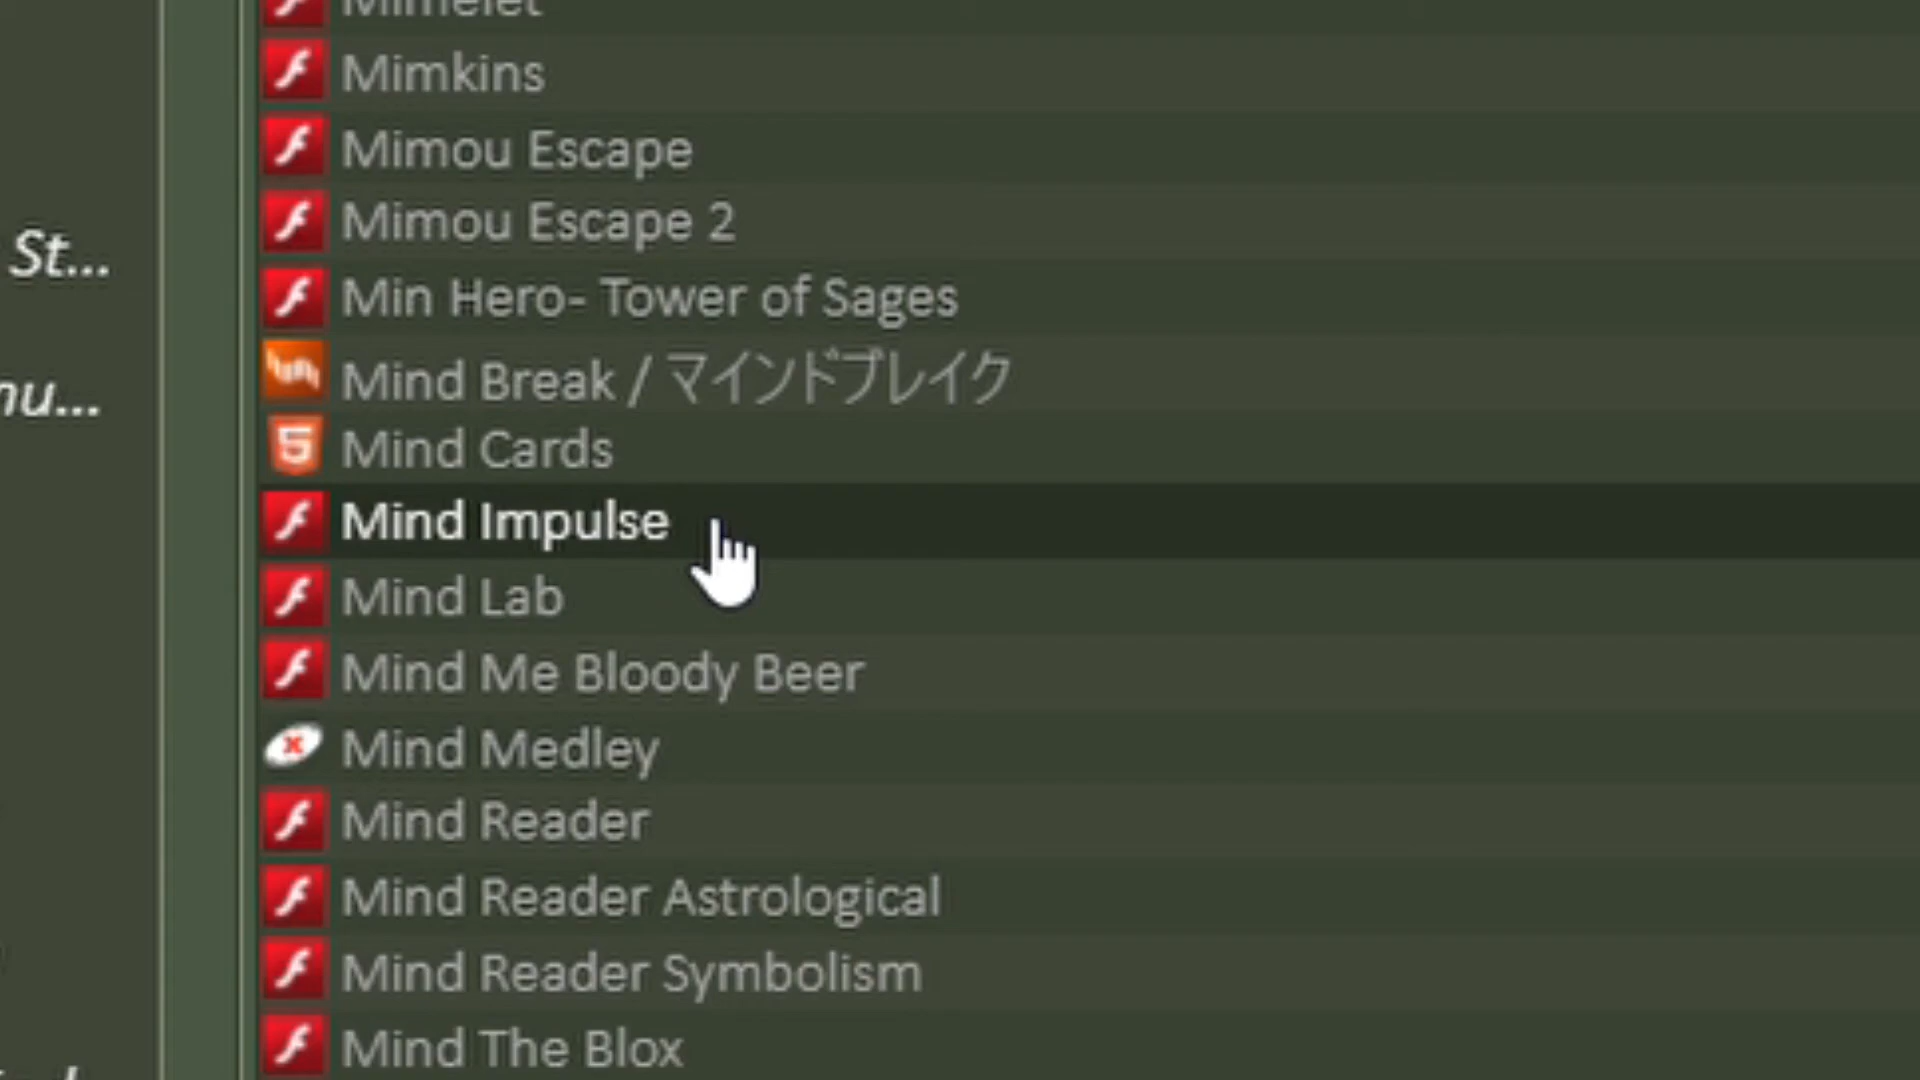 Mimelet
Mimkins
Mimou Escape
Mimou Escape 2
St...
Min Hero- Tower of Sages
Mind Break / マインドブレイク
nu...
Mind Cards
Mind Impulse
Mind Lab
Mind Me Bloody Beer
Mind Medley
Mind Reader
Mind Reader Astrological
Mind Reader Symbolism
Mind The Blox